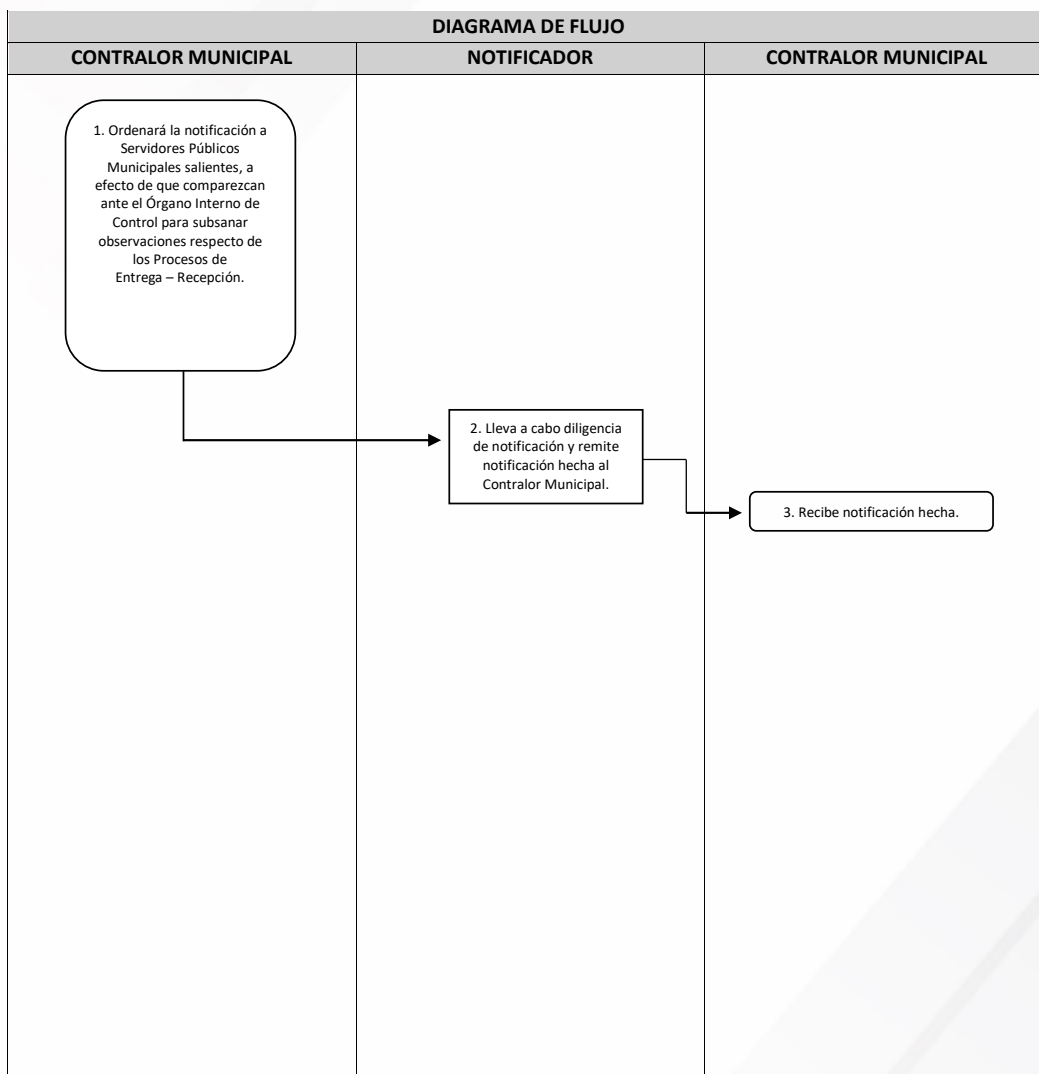 DIAGRAMA DE FLUJO
CONTRALOR MUNICIPAL
NOTIFICADOR
CONTRALOR MUNICIPAL
1. Ordenará la notificación a
Servidores Públicos
Municipales salientes, a
efecto de que comparezcan
ante el Órgano Interno de
Control para subsanar
observaciones respecto de
los Procesos de
Entrega – Recepción.
2. Lleva a cabo diligencia
de notificación y remite
notificación hecha al
Contralor Municipal.
3. Recibe notificación hecha.